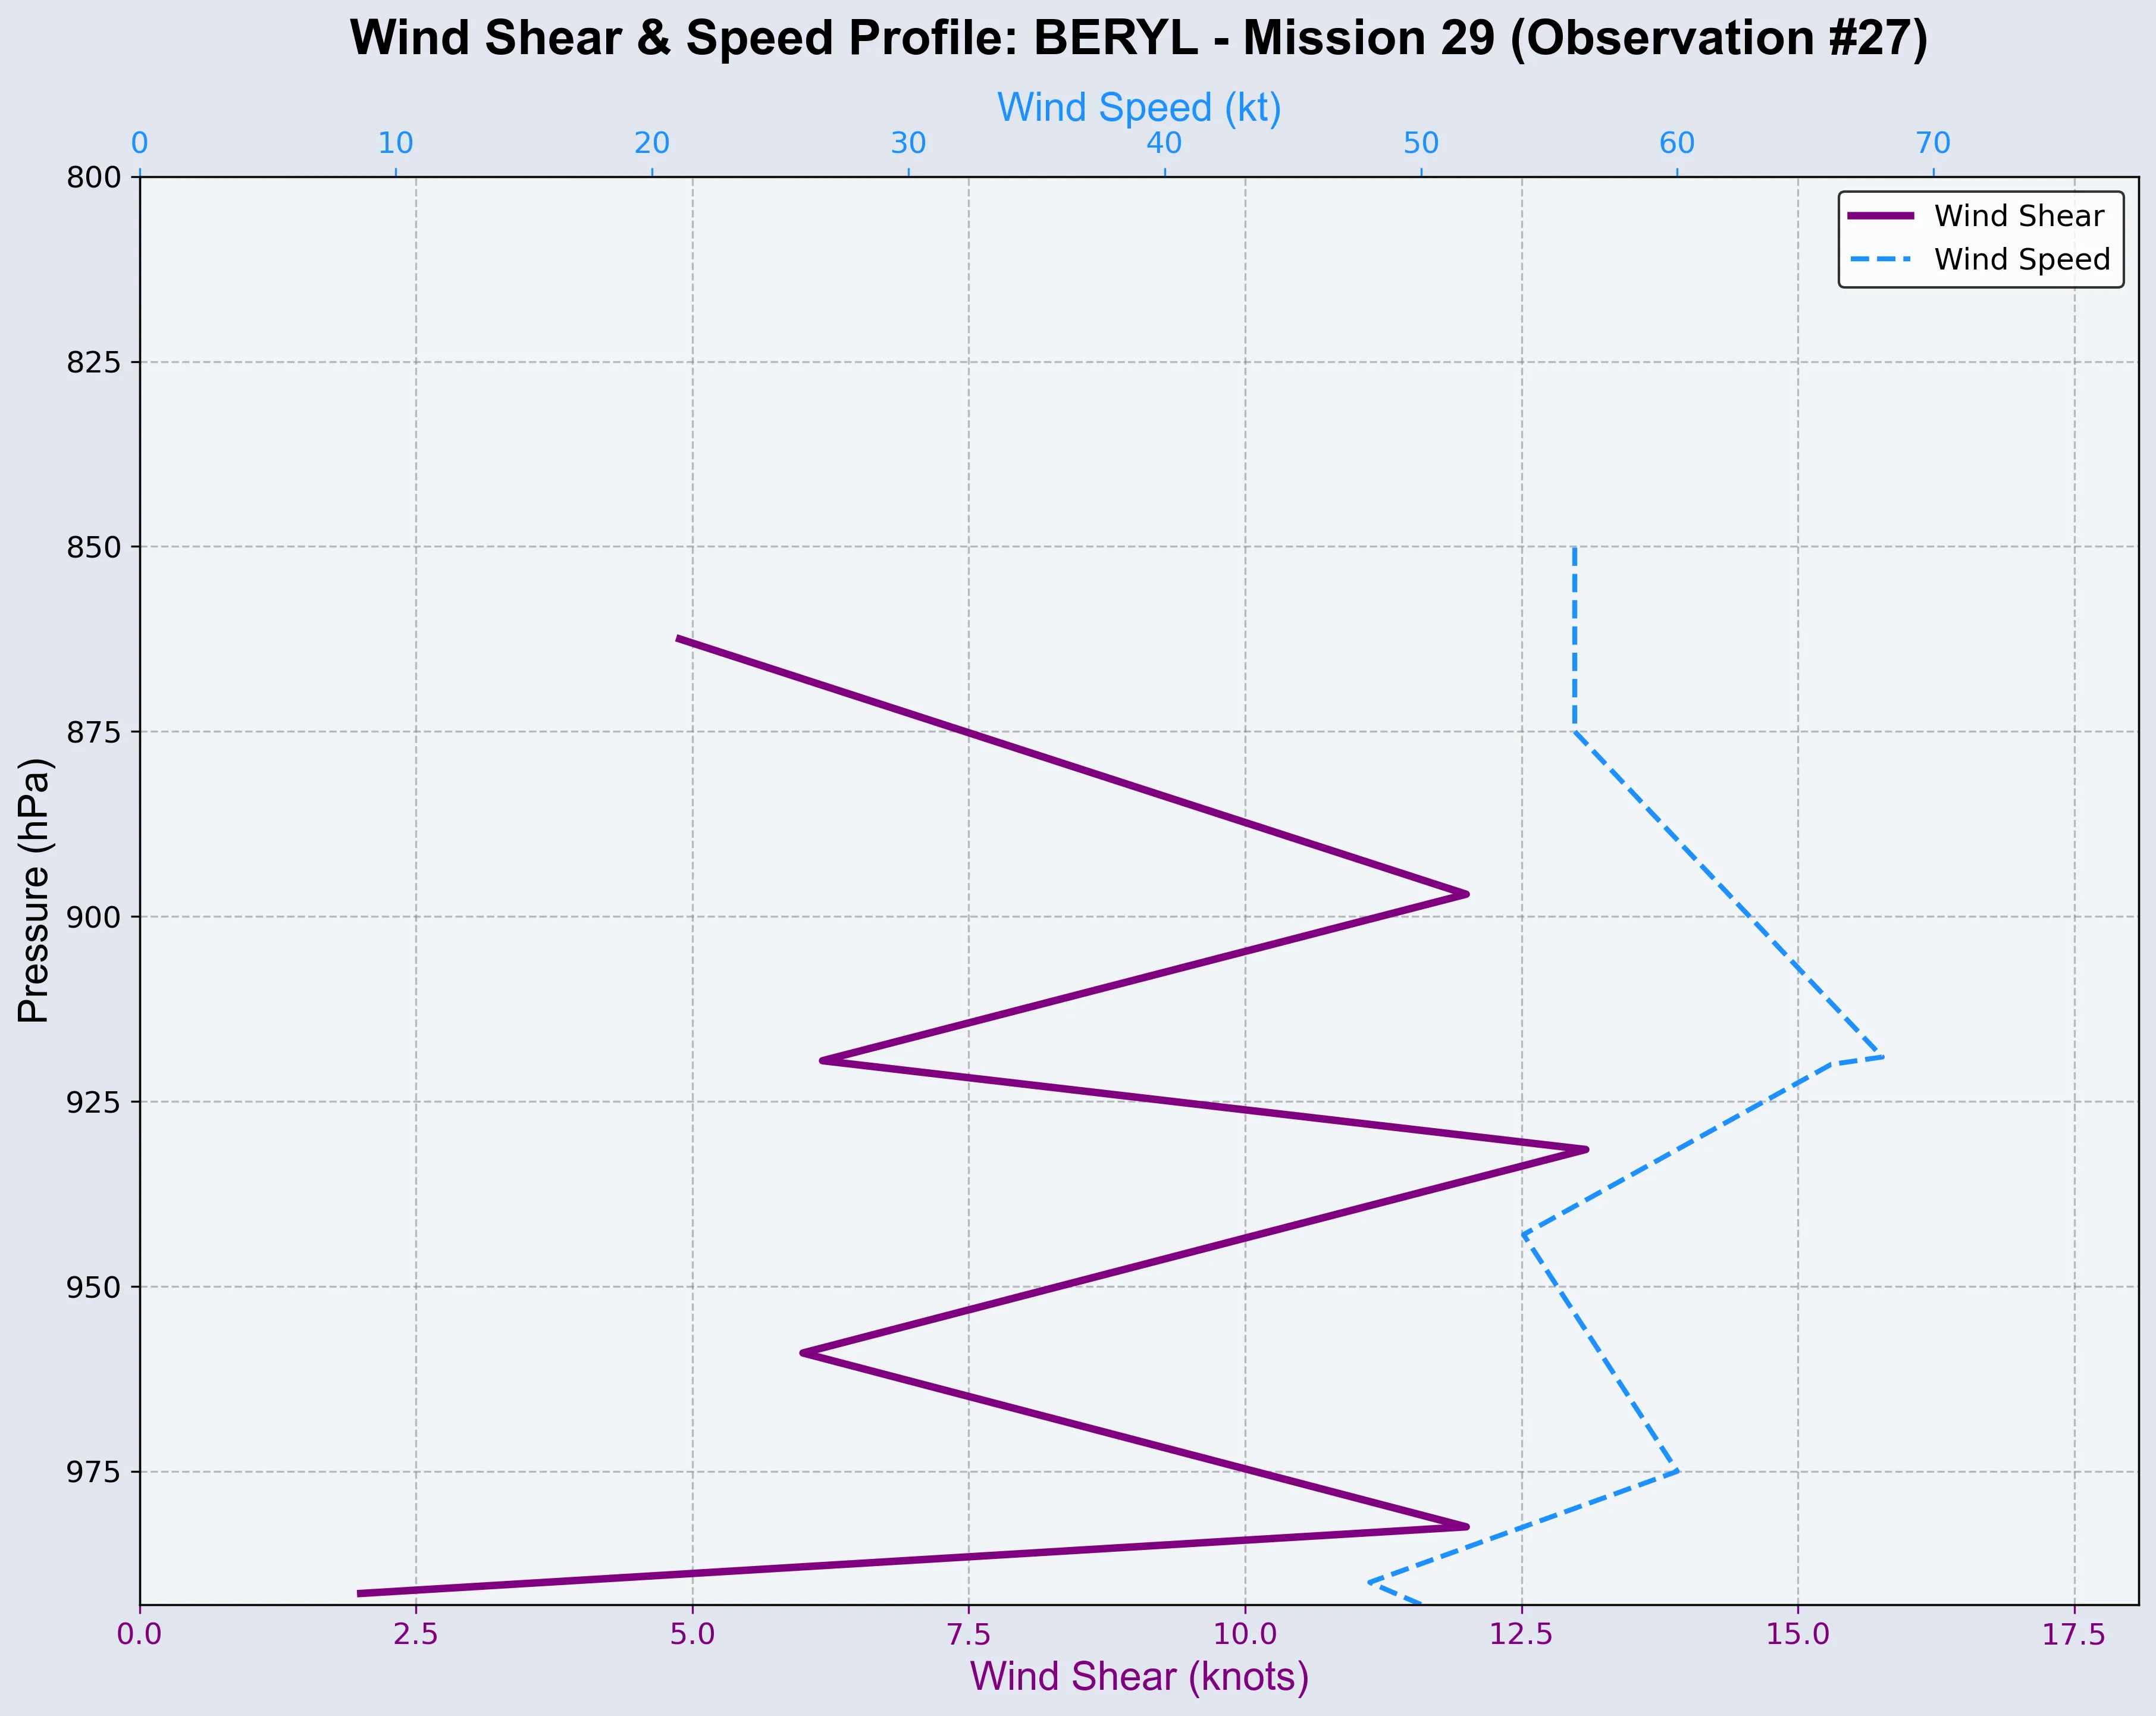 Wind Shear & Speed Profile: BERYL - Mission 29 (Observation #27)
Wind Speed (kt)
0 10 20 30 40 50 60 70
Wind Shear
Wind Speed
Pressure (hPa)
800
825
850
875
900
925
950
975
0.0 2.5 5.0 7.5 10.0 12.5 15.0 17.5
Wind Shear (knots)